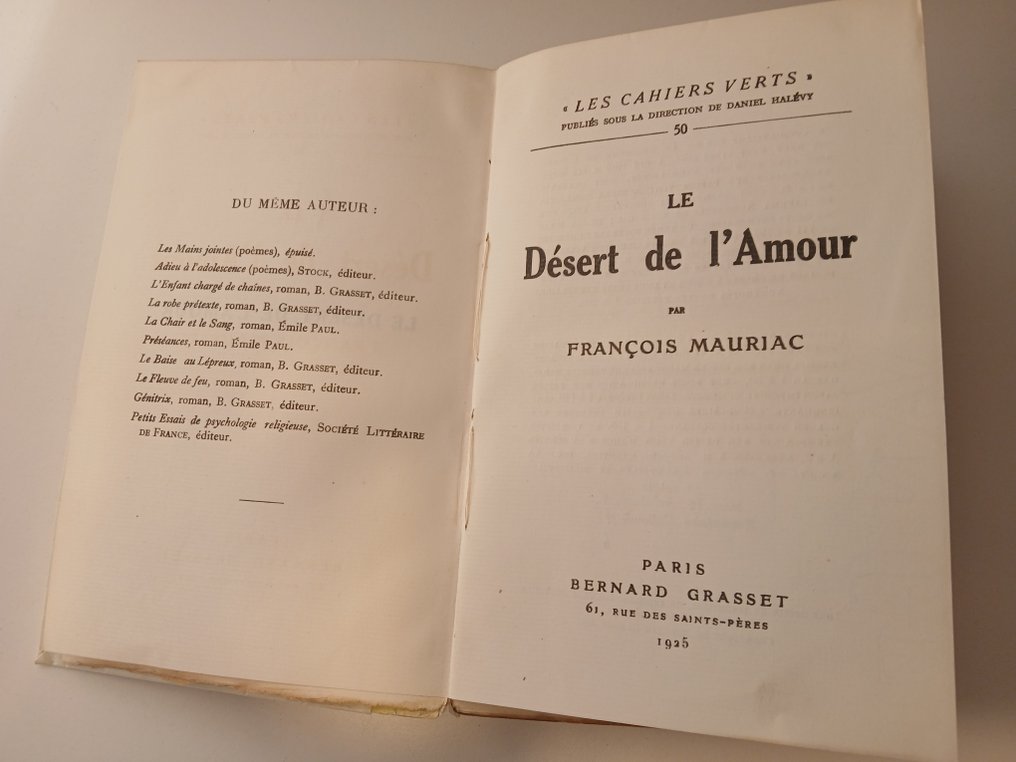 DU MÊME AUTEUR :
Les Mains jointes (poèmes), épuisé.
Adieu à l'adolescence (poèmes), STOCK, éditeur.
L'Enfant chargé de chaînes, roman, B. GRASSET, éditeur.
La robe prétexte, roman, B. GRASSET, éditeur.
La Chair et le Sang, roman, Émile PAUL.
Préséances, roman, Émile PAUL.
Le Baise au Lépreux, roman, B. GRASSET, éditeur.
Le Fleuve de feu, roman, B. GRASSET, éditeur.
Génitrix, roman, B. GRASSET, éditeur.
Petits Essais de psychologie religieuse, SOCIÉTÉ LITTÉRAIRE
DE FRANCE, éditeur.
« LES CAHIERS VERTS »
PUBLIÉS SOUS LA DIRECTION DE DANIEL HALÉVY
50
LE
Désert de l'Amour
PAR
FRANÇOIS MAURIAC
PARIS
BERNARD GRASSET
61, RUE DES SAINTS-PÈRES
1925